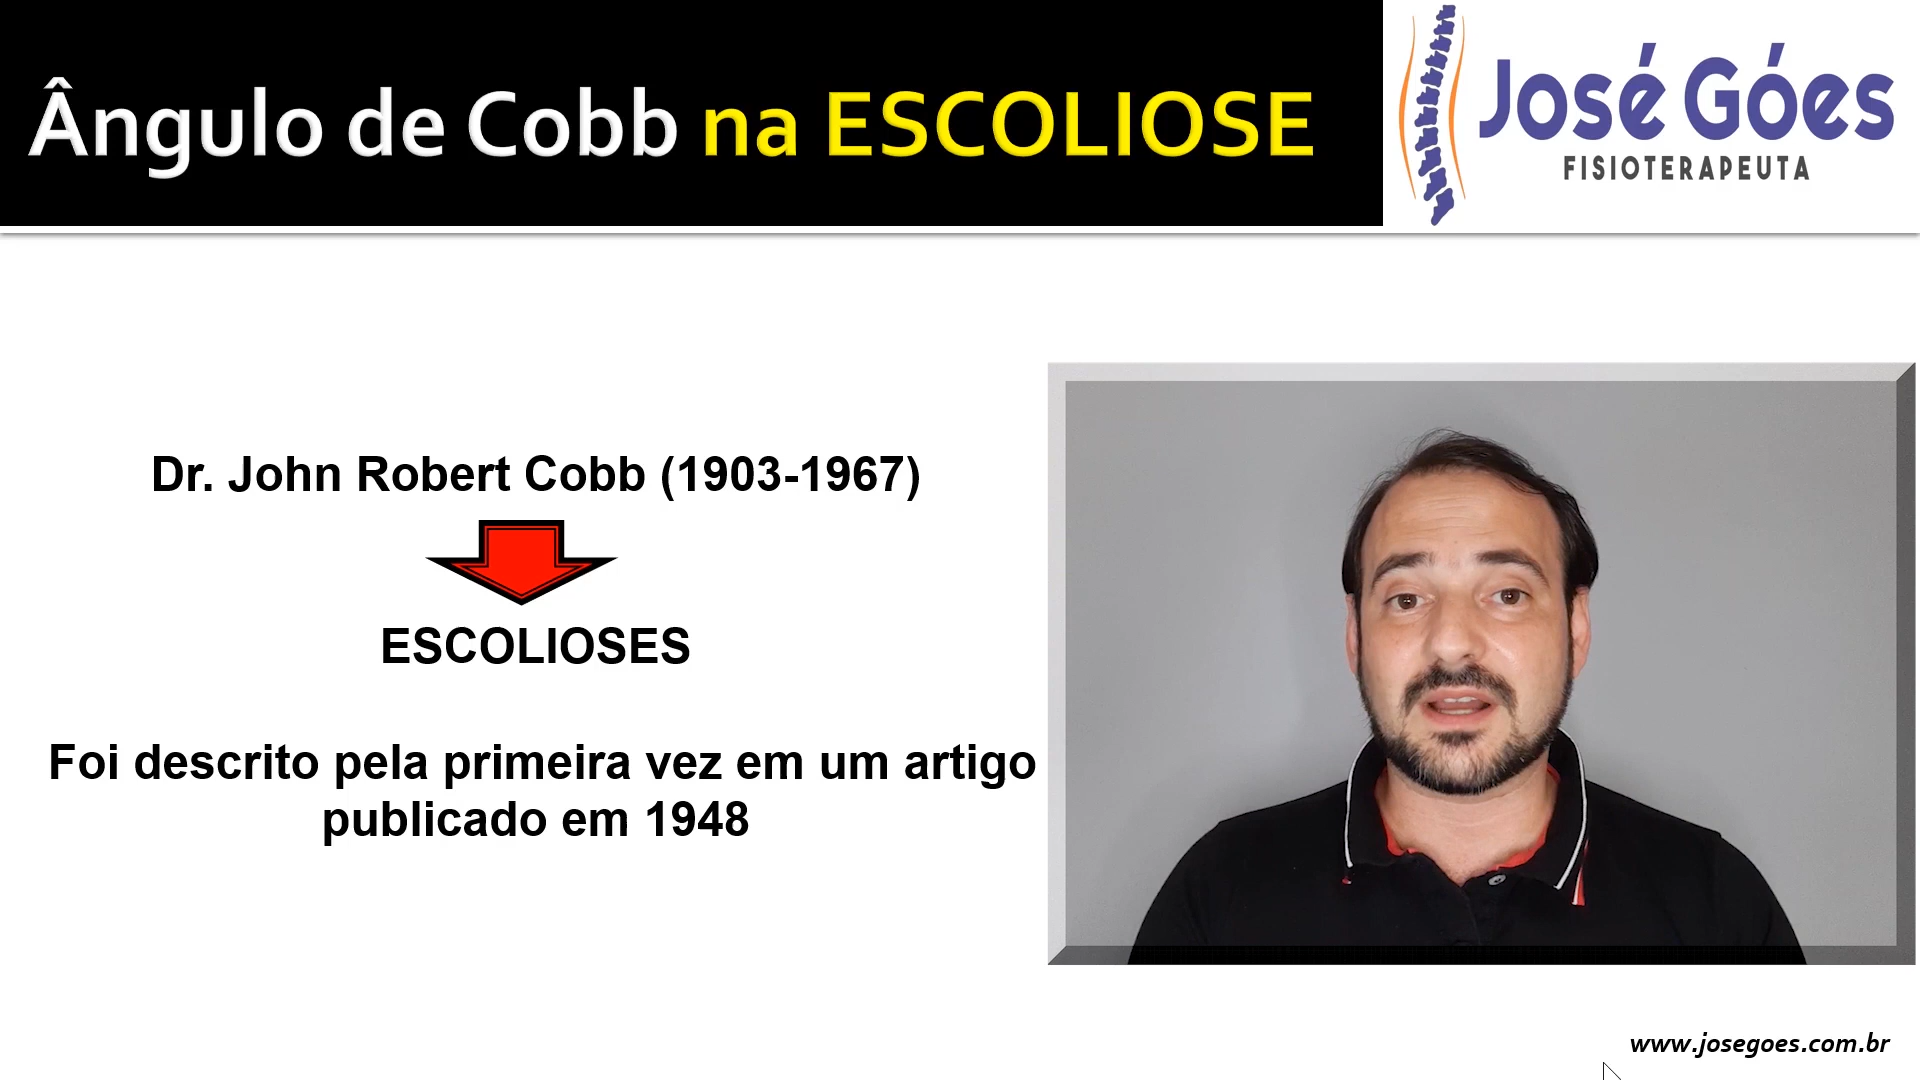 Ângulo de Cobb na ESCOLIOSE
José Góes
FISIOTERAPEUTA
Dr. John Robert Cobb (1903-1967)
ESCOLIOSES
Foi descrito pela primeira vez em um artigo
publicado em 1948
www.josegoes.com.br